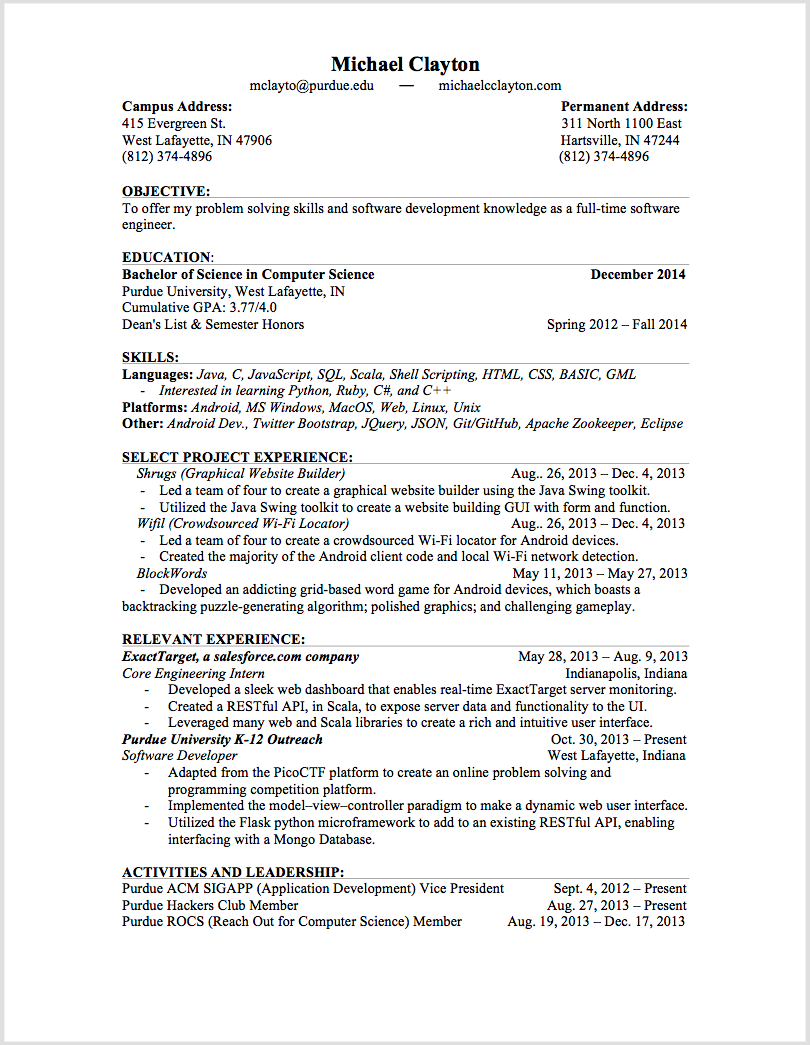 Michael Clayton
mclayto@purdue.edu — michaelcclayton.com
Campus Address: Permanent Address:
415 Evergreen St. 311 North 1100 East
West Lafayette, IN 47906 Hartsville, IN 47244
(812) 374-4896 (812) 374-4896
OBJECTIVE:
To offer my problem solving skills and software development knowledge as a full-time software
engineer.
EDUCATION:
Bachelor of Science in Computer Science December 2014
Purdue University, West Lafayette, IN
Cumulative GPA: 3.77/4.0
Dean's List & Semester Honors Spring 2012 – Fall 2014
SKILLS:
Languages: Java, C, JavaScript, SQL, Scala, Shell Scripting, HTML, CSS, BASIC, GML
- Interested in learning Python, Ruby, C#, and C++
Platforms: Android, MS Windows, MacOS, Web, Linux, Unix
Other: Android Dev., Twitter Bootstrap, JQuery, JSON, Git/GitHub, Apache Zookeeper, Eclipse
SELECT PROJECT EXPERIENCE:
Shrugs (Graphical Website Builder) Aug.. 26, 2013 – Dec. 4, 2013
- Led a team of four to create a graphical website builder using the Java Swing toolkit.
- Utilized the Java Swing toolkit to create a website building GUI with form and function.
Wifil (Crowdsourced Wi-Fi Locator) Aug.. 26, 2013 – Dec. 4, 2013
- Led a team of four to create a crowdsourced Wi-Fi locator for Android devices.
- Created the majority of the Android client code and local Wi-Fi network detection.
BlockWords May 11, 2013 – May 27, 2013
- Developed an addicting grid-based word game for Android devices, which boasts a
backtracking puzzle-generating algorithm; polished graphics; and challenging gameplay.
RELEVANT EXPERIENCE:
ExactTarget, a salesforce.com company May 28, 2013 – Aug. 9, 2013
Core Engineering Intern Indianapolis, Indiana
- Developed a sleek web dashboard that enables real-time ExactTarget server monitoring.
- Created a RESTful API, in Scala, to expose server data and functionality to the UI.
- Leveraged many web and Scala libraries to create a rich and intuitive user interface.
Purdue University K-12 Outreach Oct. 30, 2013 – Present
Software Developer West Lafayette, Indiana
- Adapted from the PicoCTF platform to create an online problem solving and
programming competition platform.
- Implemented the model–view–controller paradigm to make a dynamic web user interface.
- Utilized the Flask python microframework to add to an existing RESTful API, enabling
interfacing with a Mongo Database.
ACTIVITIES AND LEADERSHIP:
Purdue ACM SIGAPP (Application Development) Vice President Sept. 4, 2012 – Present
Purdue Hackers Club Member Aug. 27, 2013 – Present
Purdue ROCS (Reach Out for Computer Science) Member Aug. 19, 2013 – Dec. 17, 2013